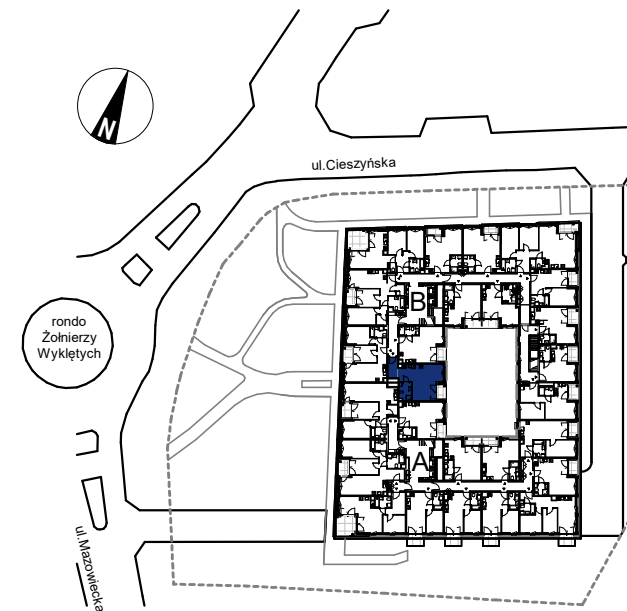 N
ul.Cieszyńska
B
rondo
Żołnierzy
Wyklętych
A
ul.Mazowiecka